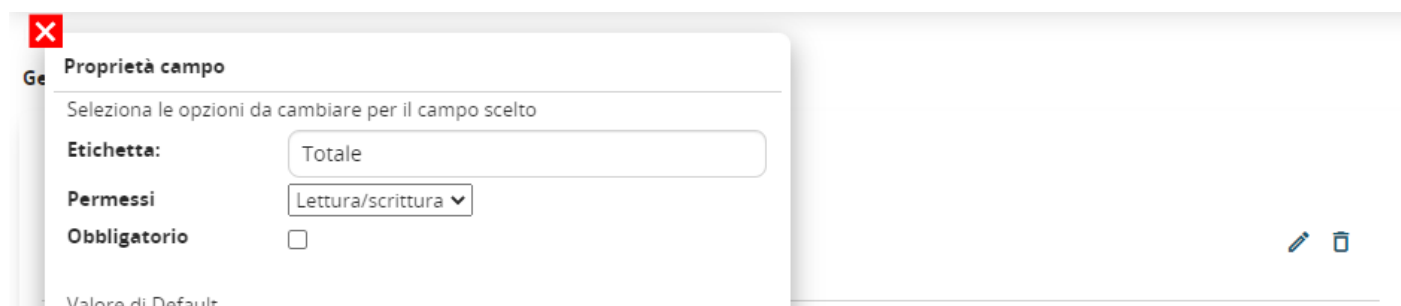 Ge
Proprietà campo
Seleziona le opzioni da cambiare per il campo scelto
Etichetta: Totale
Permessi Lettura/scrittura
Obbligatorio
Valore di Default